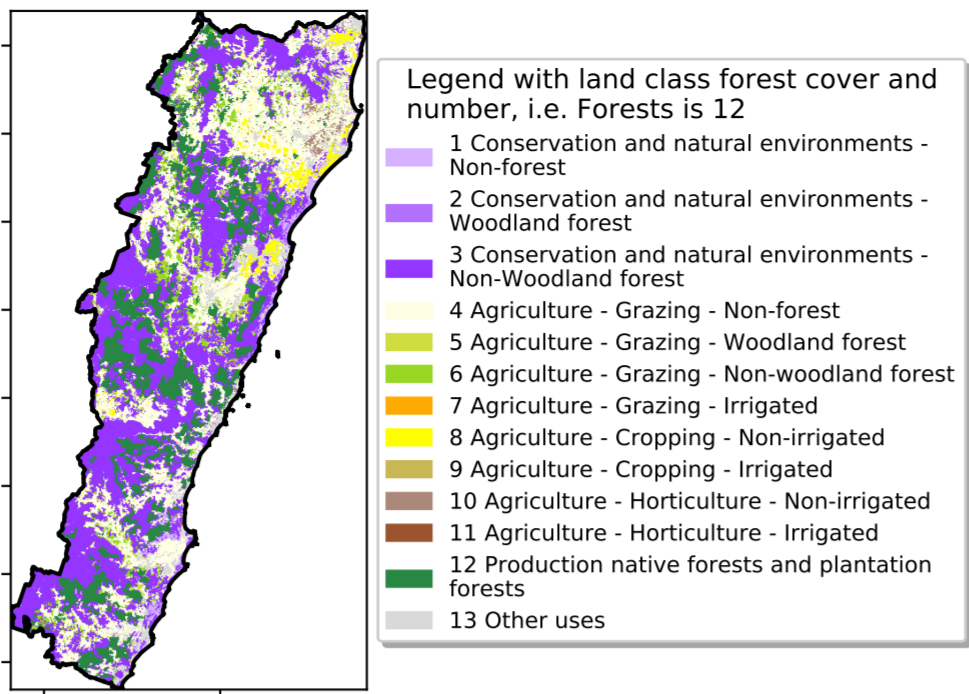 Legend with land class forest cover and
number, i.e. Forests is 12
1 Conservation and natural environments -
Non-forest
2 Conservation and natural environments -
Woodland forest
3 Conservation and natural environments -
Non-Woodland forest
4 Agriculture - Grazing - Non-forest
5 Agriculture - Grazing - Woodland forest
6 Agriculture - Grazing - Non-woodland forest
7 Agriculture - Grazing - Irrigated
8 Agriculture - Cropping - Non-irrigated
9 Agriculture - Cropping - Irrigated
10 Agriculture - Horticulture - Non-irrigated
11 Agriculture - Horticulture - Irrigated
12 Production native forests and plantation
forests
13 Other uses